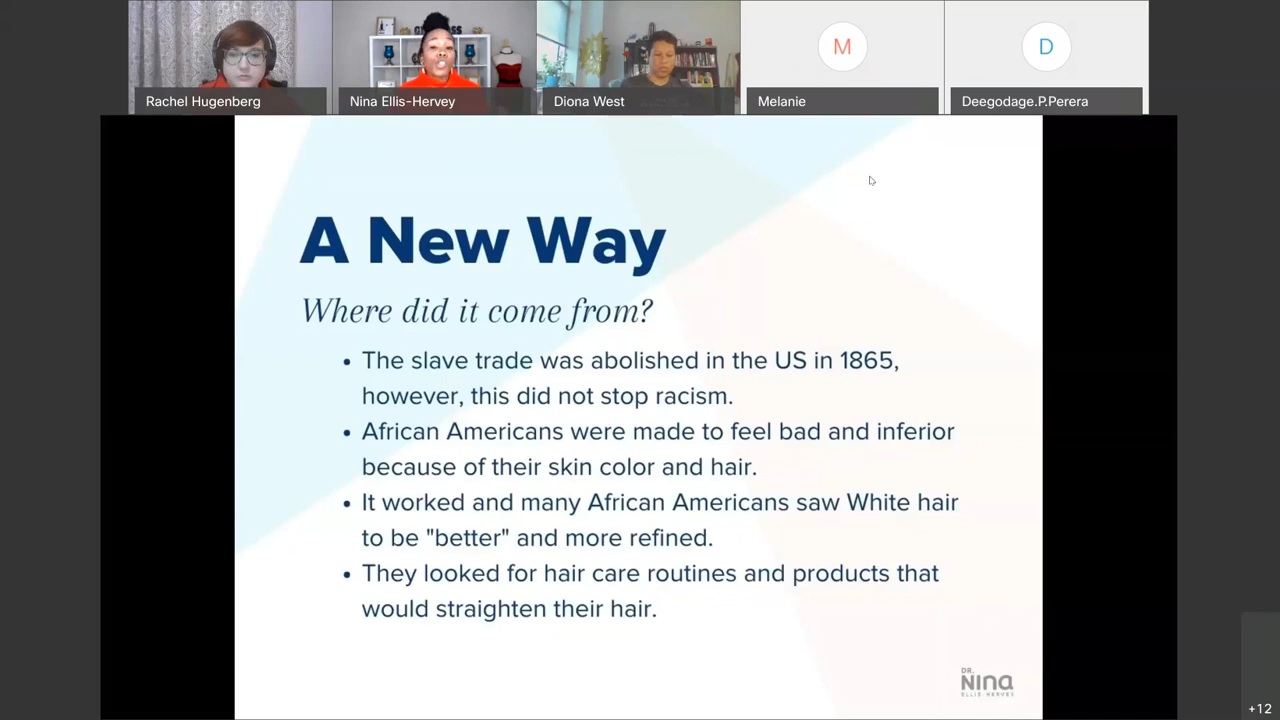 Rachel Hugenberg
Nina Ellis-Hervey
Diona West
M
Melanie
D
Deegodage.P.Perera
A New Way
Where did it come from?
• The slave trade was abolished in the US in 1865,
however, this did not stop racism.
• African Americans were made to feel bad and inferior
because of their skin color and hair.
• It worked and many African Americans saw White hair
to be "better" and more refined.
• They looked for hair care routines and products that
would straighten their hair.
DR.
Nina
ELLIS-HERVEY
+12